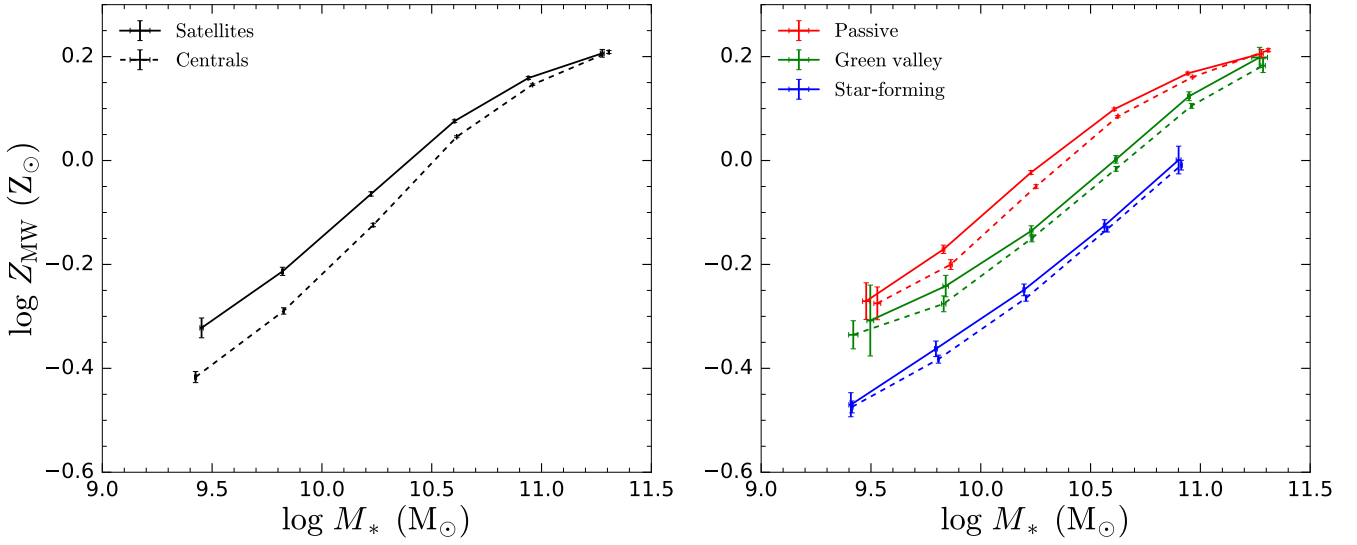 Satellites
Centrals
0.2
0.0
−0.2
−0.4
−0.6
log Z_MW (Z_⊙)
9.0 9.5 10.0 10.5 11.0 11.5
log M_* (M_⊙)
Passive
Green valley
Star-forming
0.2
0.0
−0.2
−0.4
−0.6
9.0 9.5 10.0 10.5 11.0 11.5
log M_* (M_⊙)